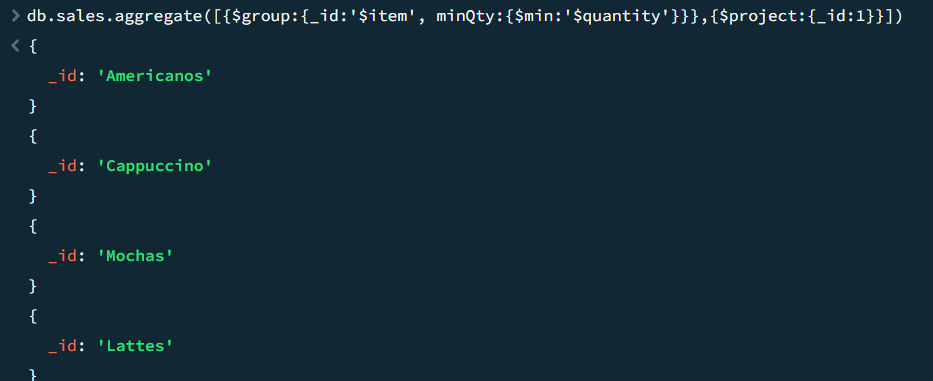 > db.sales.aggregate([{$group:{_id:'$item', minQty:{$min:'$quantity'}}},{$project:{_id:1}}])
< {
_id: 'Americanos'
}
{
_id: 'Cappuccino'
}
{
_id: 'Mochas'
}
{
_id: 'Lattes'
}